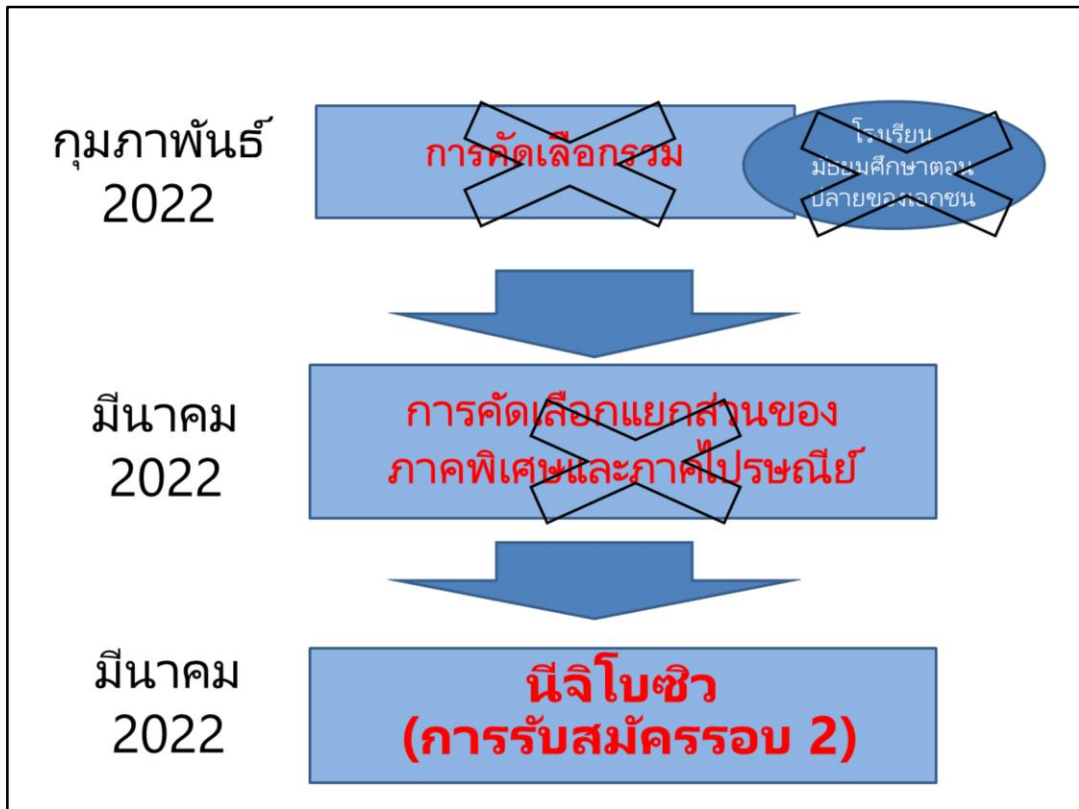 กุมภาพันธ์
2022
การคัดเลือกรวม
โรงเรียน
มัธยมศึกษาตอน
ปลายของเอกชน
มีนาคม
2022
การคัดเลือกแยกส่วนของ
ภาคพิเศษและภาคไปรษณีย์
มีนาคม
2022
นีจิโบซิว
(การรับสมัครรอบ 2)